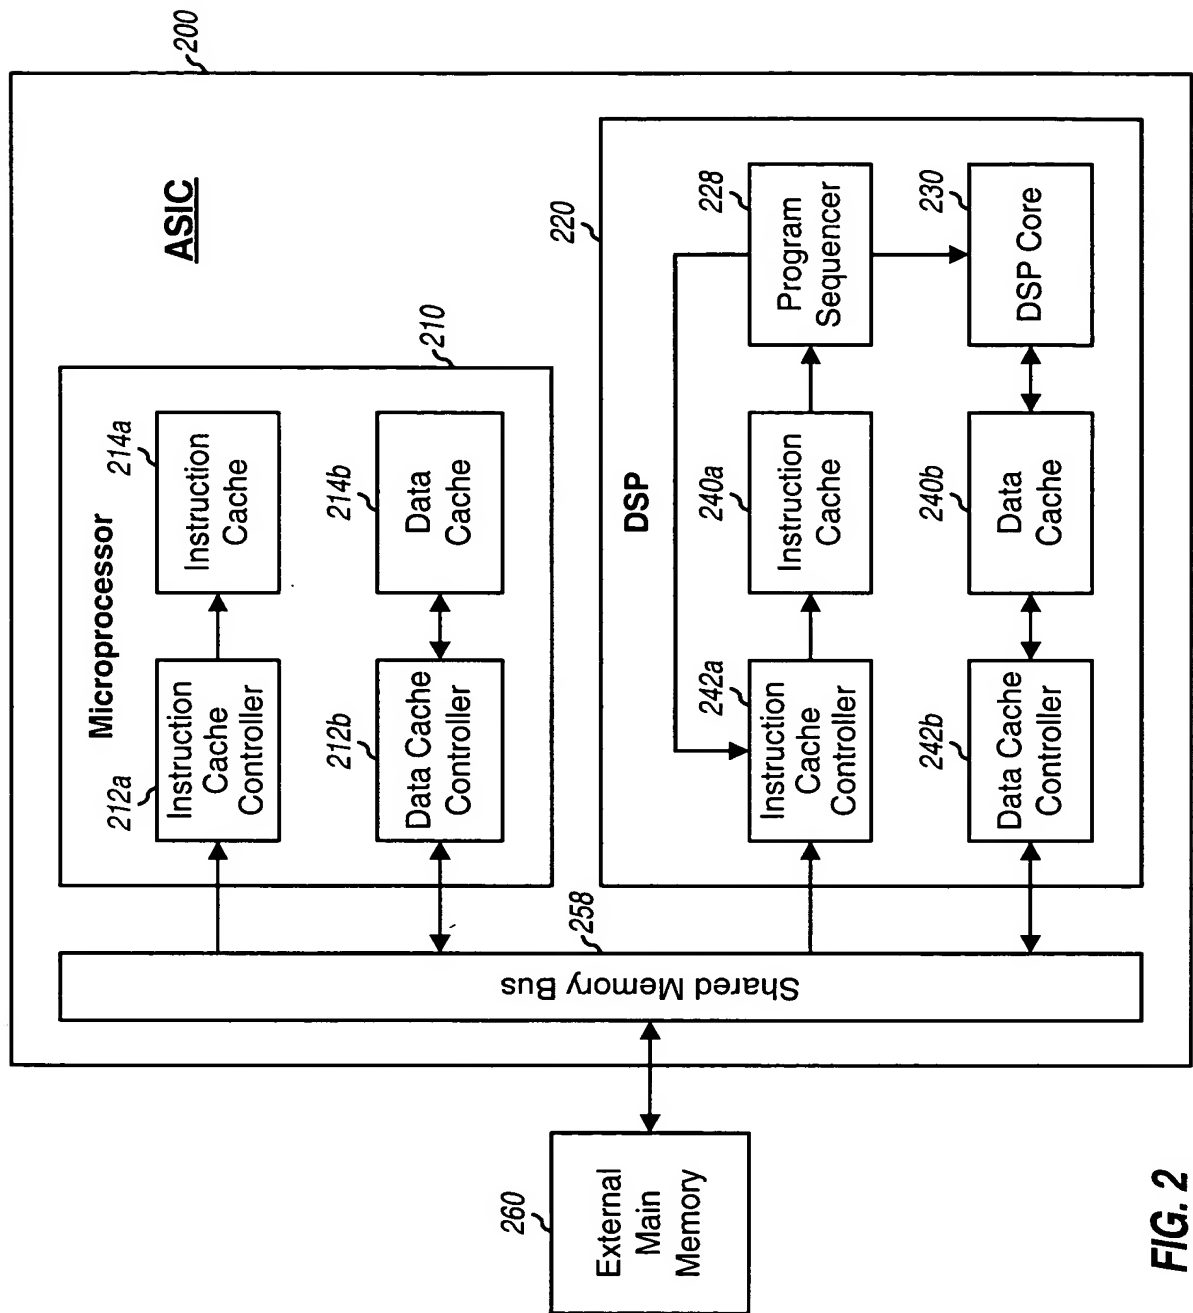 200
ASIC
Microprocessor
210
212a
Instruction
Cache
Controller
214a
Instruction
Cache
212b
Data Cache
Controller
214b
Data
Cache
258
Shared Memory Bus
260
External
Main
Memory
220
DSP
242a
Instruction
Cache
Controller
240a
Instruction
Cache
228
Program
Sequencer
242b
Data Cache
Controller
240b
Data
Cache
230
DSP Core
FIG. 2